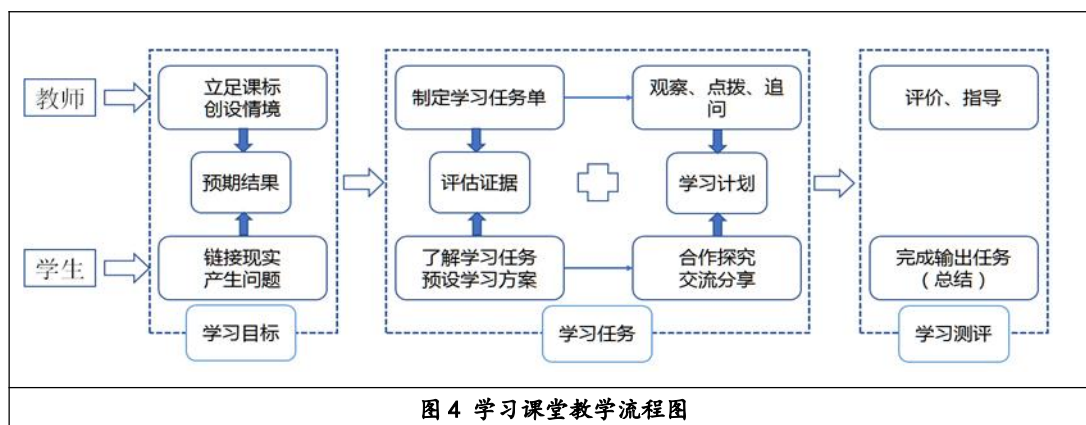 教师
立足课标
创设情境
制定学习任务单
观察、点拨、追
问
评价、指导
预期结果
评估证据
学习计划
学生
链接现实
产生问题
了解学习任务
预设学习方案
合作探究
交流分享
完成输出任务
（总结）
学习目标
学习任务
学习测评
图 4 学习课堂教学流程图